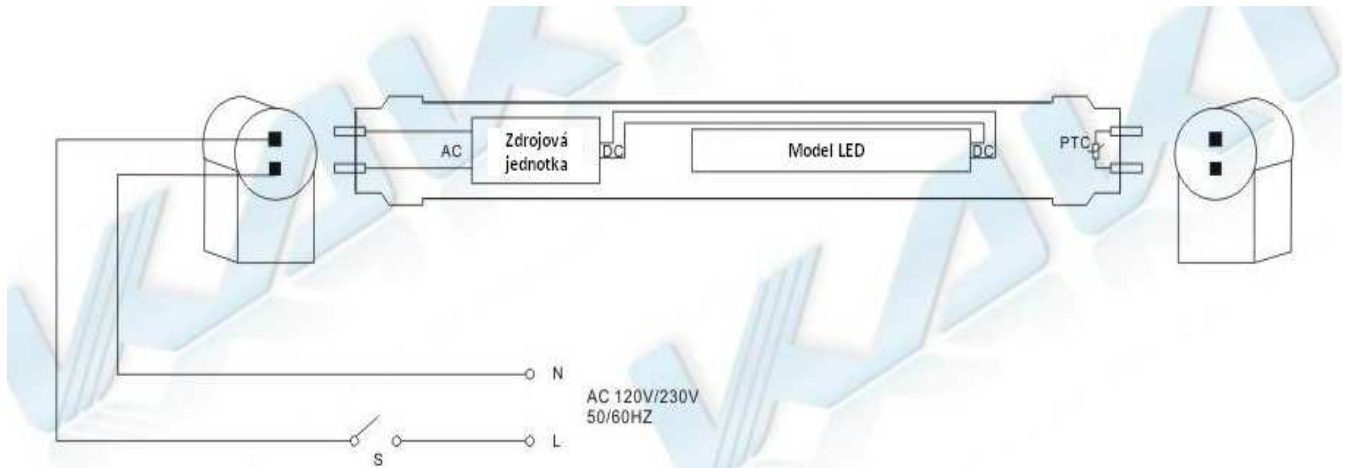 AC
Zdrojová
jednotka
DC
Model LED
DC
PTC
N
AC 120V/230V
50/60HZ
L
S